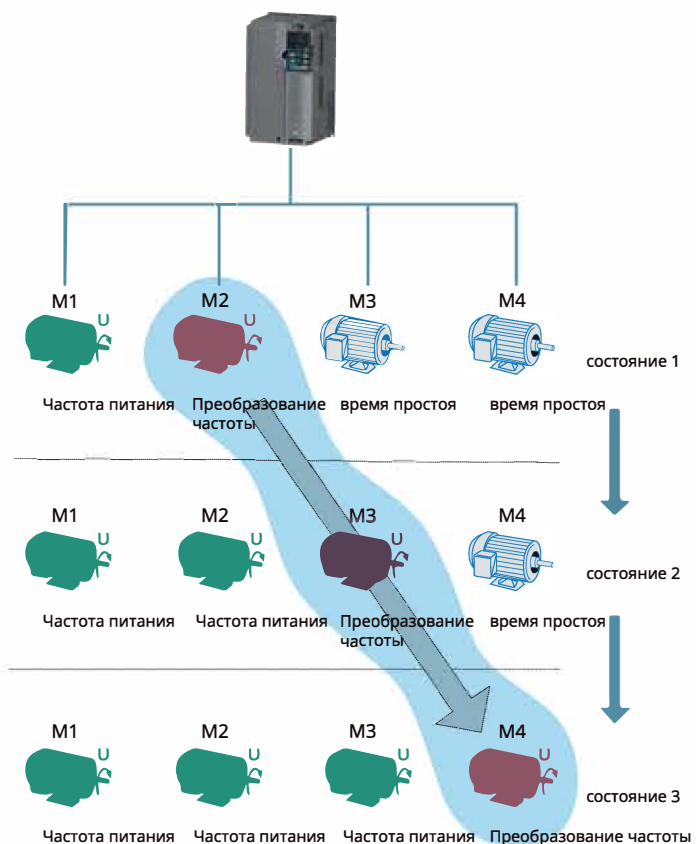 M1 M2 M3 M4
U U
состояние 1
Частота питания Преобразование частоты время простоя время простоя
M1 M2 M3 M4
U U U
состояние 2
Частота питания Частота питания Преобразование частоты время простоя
M1 M2 M3 M4
U U U U
состояние 3
Частота питания Частота питания Частота питания Преобразование частоты